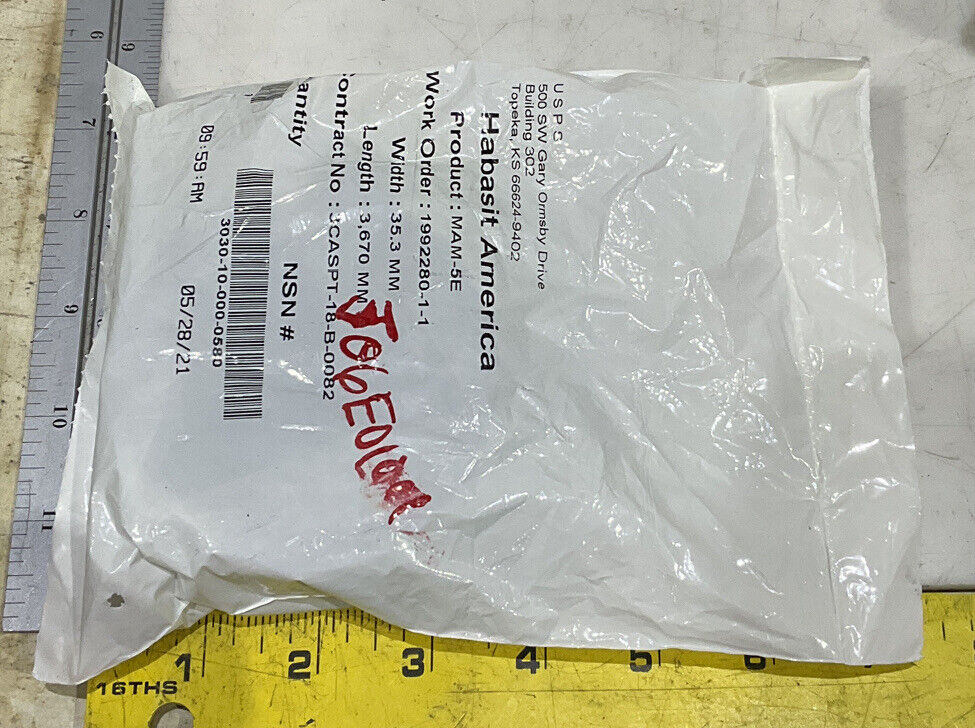 U S P S
500 SW Gary Ormsby Drive
Building 302
Topeka, KS 66624-9402
Habasit America
Product : MAM-5E
Work Order : 1992280-1-1
Width : 35.3 MM
Length : 3,670 MM
ontract No : 3CASPT-18-B-0082
antity
NSN #
3030-10-000-0580
09:59:AM
05/28/21
6
7
8
9
10
11
1
2
3
4
5
6
16THS